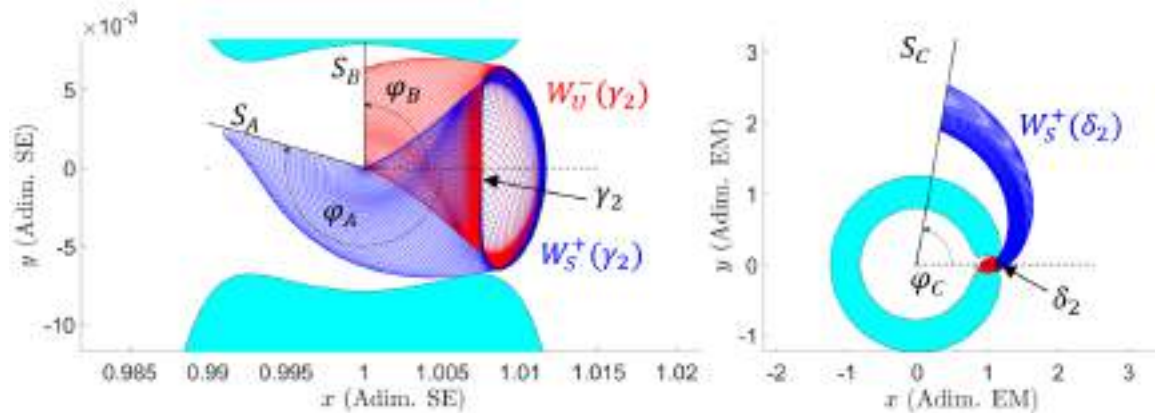 ×10⁻³
5
0
-5
-10
0.985
0.99
0.995
1
1.005
1.01
1.015
1.02
x (Adim. SE)
y (Adim. SE)
S_A
S_B
φ_A
φ_B
W_U^-(γ_2)
γ_2
W_S^+(γ_2)
3
2
1
0
-1
-2
-1
0
1
2
3
x (Adim. EM)
y (Adim. EM)
S_C
W_S^+(δ_2)
φ_C
δ_2